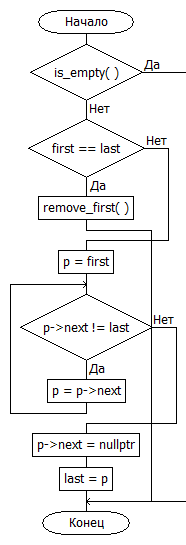 Начало
is_empty( )
Да
Нет
first == last
Нет
Да
remove_first( )
p = first
p->next != last
Нет
Да
p = p->next
p->next = nullptr
last = p
Конец